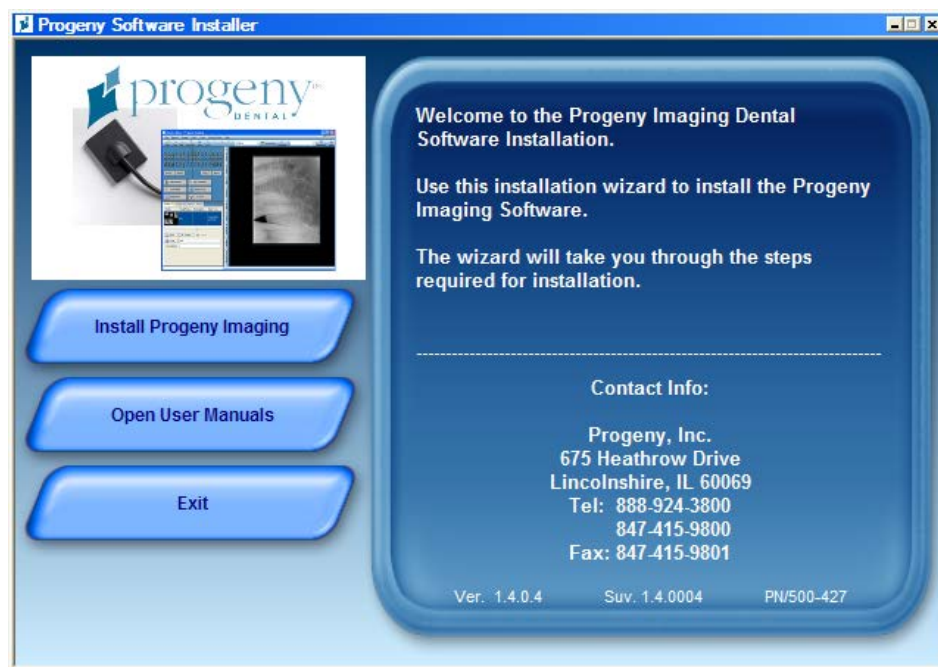 Progeny Software Installer
progeny
DENTAL
Install Progeny Imaging
Open User Manuals
Exit
Welcome to the Progeny Imaging Dental
Software Installation.
Use this installation wizard to install the Progeny
Imaging Software.
The wizard will take you through the steps
required for installation.
--------------------------------------------------------------------------------
Contact Info:
Progeny, Inc.
675 Heathrow Drive
Lincolnshire, IL 60069
Tel: 888-924-3800
847-415-9800
Fax: 847-415-9801
Ver. 1.4.0.4 Suv. 1.4.0004 PN/500-427